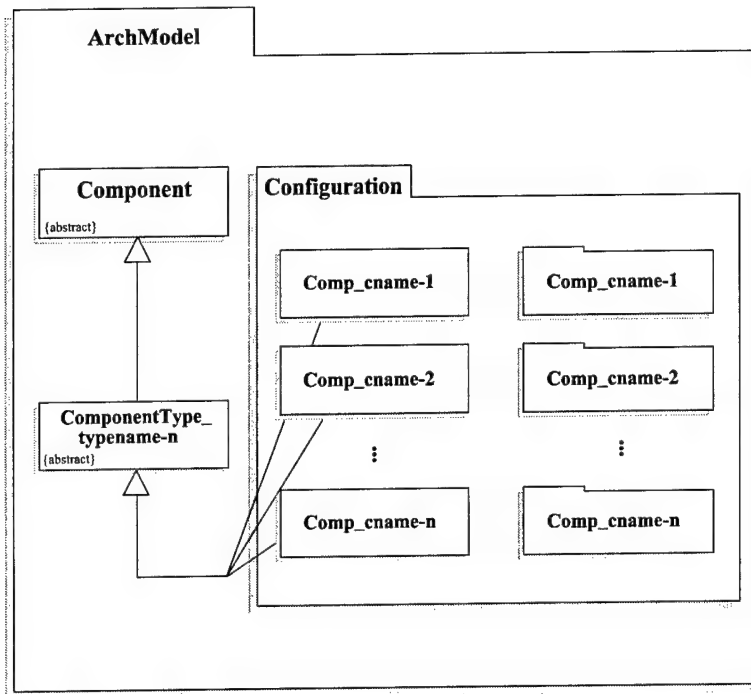 ArchModel
Component
{abstract}
Configuration
Comp_cname-1
Comp_cname-1
Comp_cname-2
Comp_cname-2
ComponentType_
typename-n
{abstract}
Comp_cname-n
Comp_cname-n